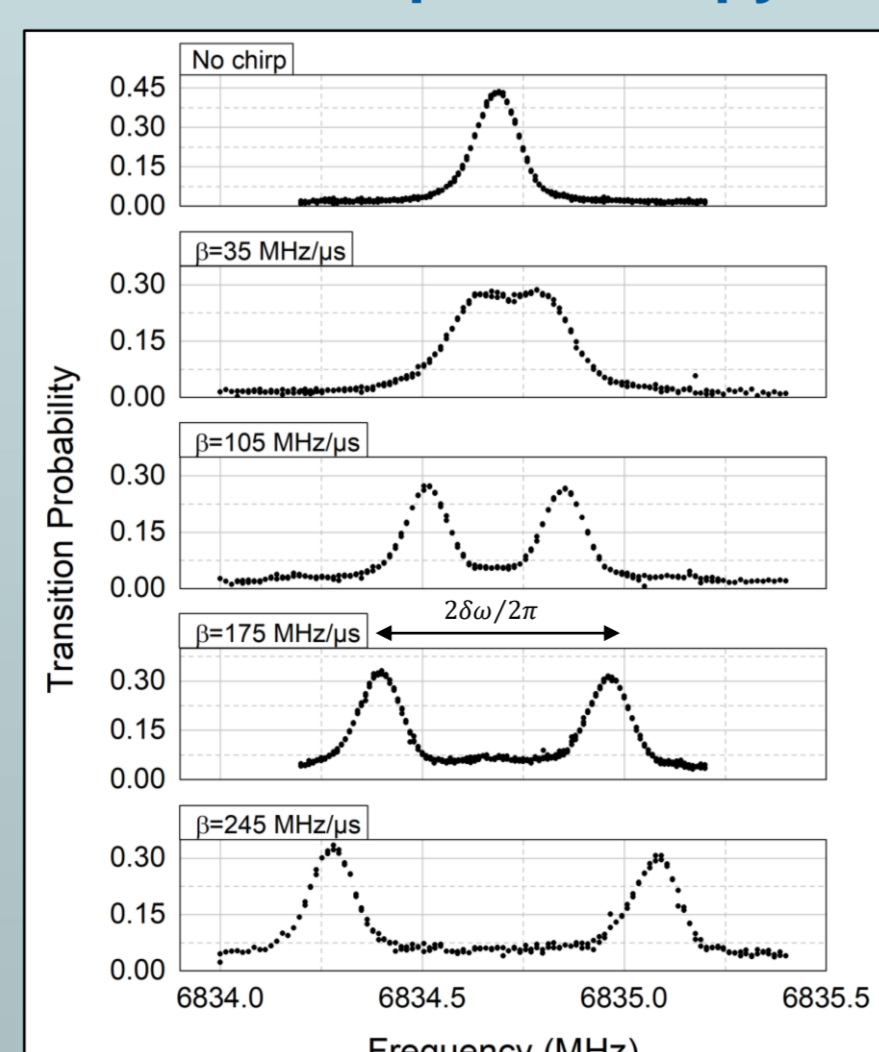 No chirp
0.45
0.30
0.15
0.00
β=35 MHz/µs
0.30
0.15
0.00
β=105 MHz/µs
0.30
0.15
0.00
2δω/2π
β=175 MHz/µs
0.30
0.15
0.00
β=245 MHz/µs
0.30
0.15
0.00
Transition Probability
6834.0 6834.5 6835.0 6835.5
Frequency (MHz)